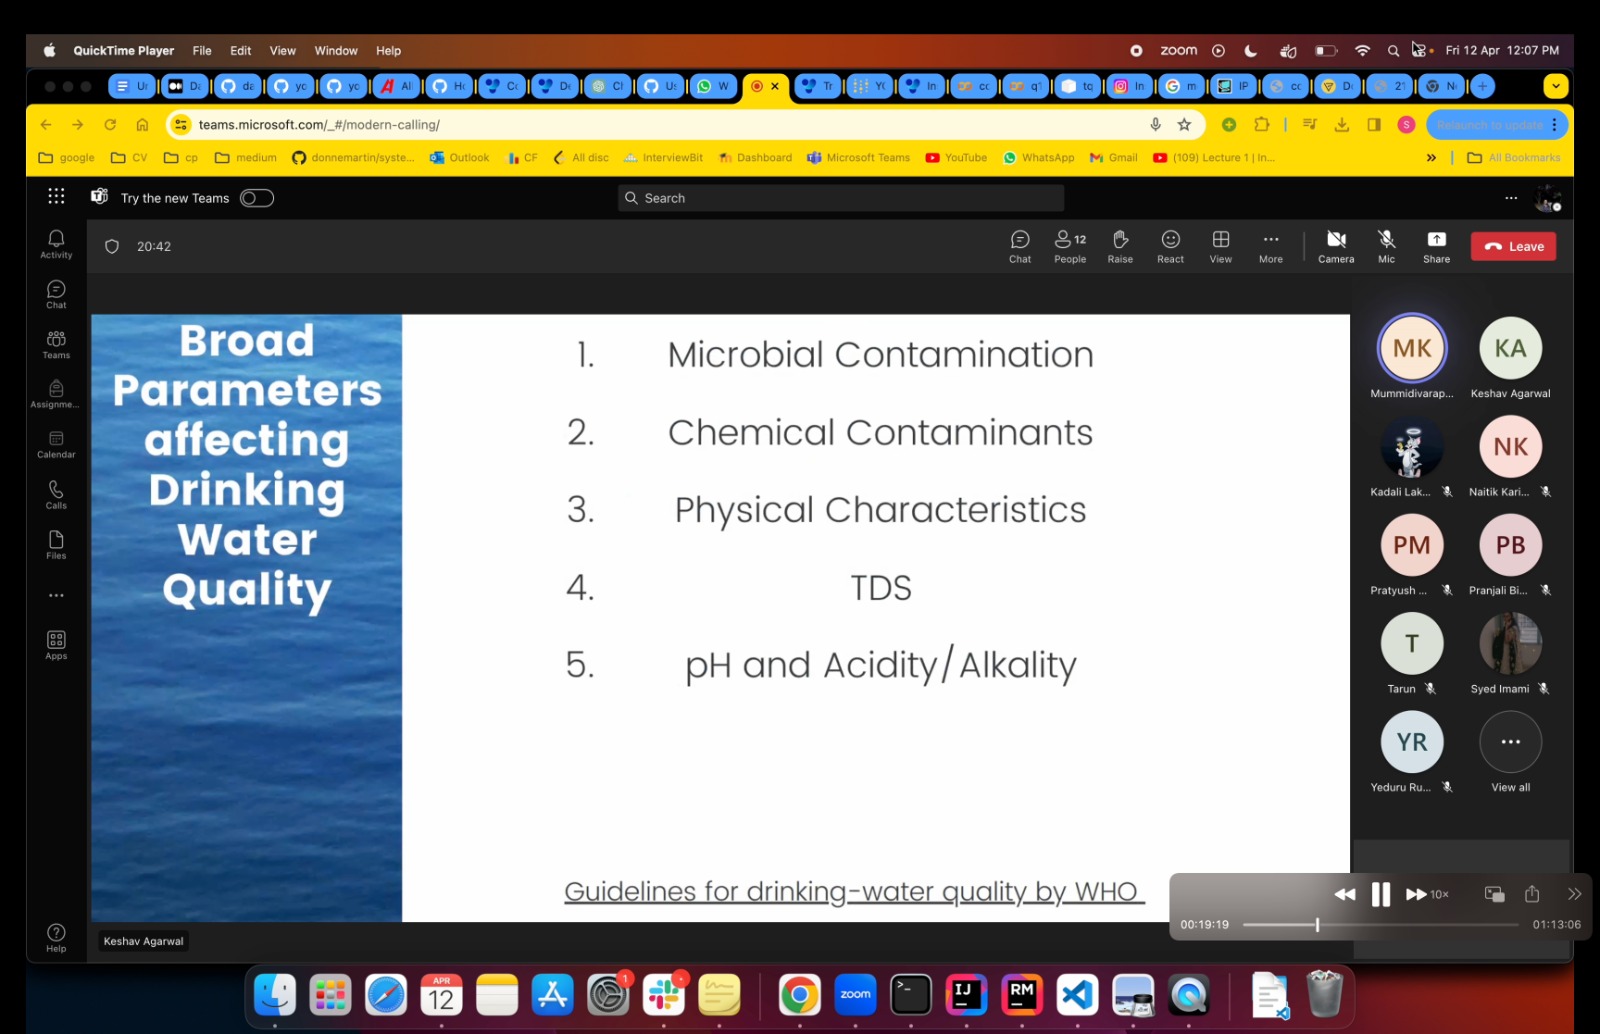 QuickTime Player File Edit View Window Help
zoom Fri 12 Apr 12:07 PM
teams.microsoft.com/_#/modern-calling/
S Relaunch to update
google CV cp medium donnemartin/syste... Outlook CF All disc InterviewBit Dashboard Microsoft Teams YouTube WhatsApp Gmail (109) Lecture 1 | In... » All Bookmarks
Try the new Teams
Search
20:42
Chat
12
People
Raise
React
View
More
Camera
Mic
Share
Leave
Activity
Chat
Teams
Assignme...
Calendar
Calls
Files
Apps
Help
Broad
Parameters
affecting
Drinking
Water
Quality
1. Microbial Contamination
2. Chemical Contaminants
3. Physical Characteristics
4. TDS
5. pH and Acidity/Alkality
Guidelines for drinking-water quality by WHO
Keshav Agarwal
MK KA
Mummidivarap... Keshav Agarwal
NK
Kadali Lak... Naitik Kari...
PM PB
Pratyush ... Pranjali Bi...
T
Tarun Syed Imami
YR
Yeduru Ru... View all
10×
00:19:19 01:13:06
APR
12
1
zoom
IJ
RM